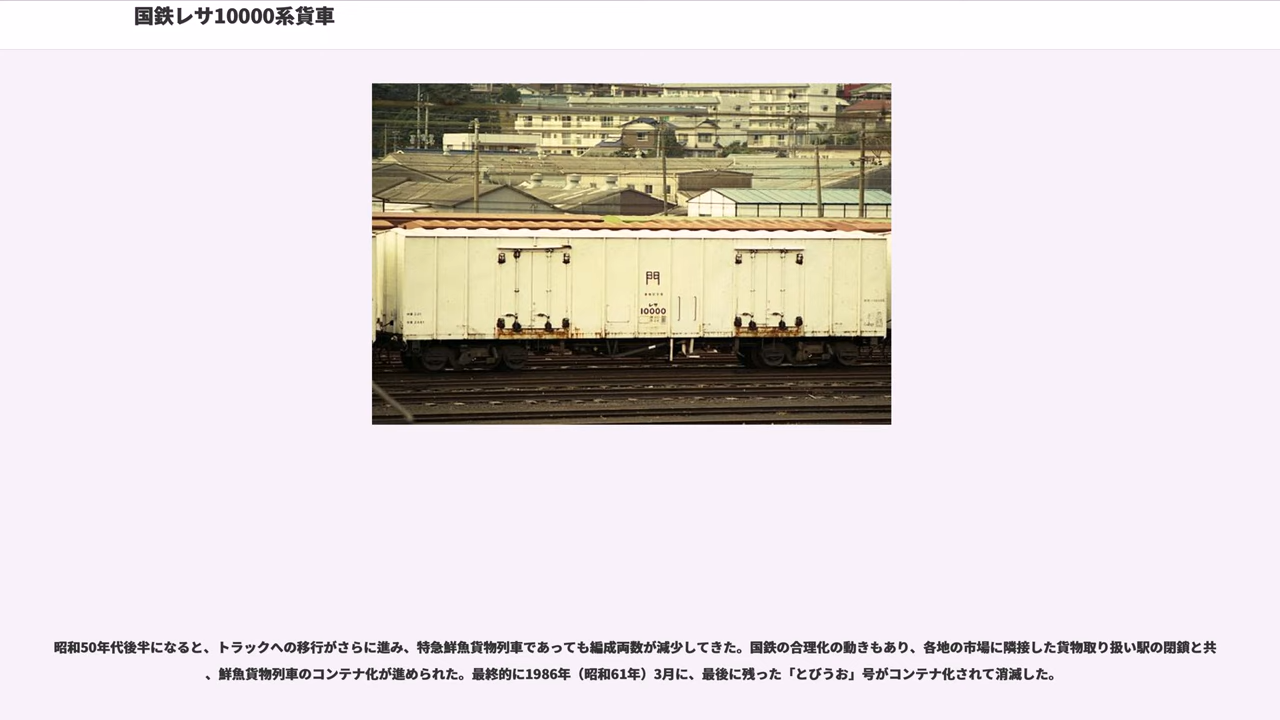 国鉄レサ10000系貨車
門
レサ
10000
昭和50年代後半になると、トラックへの移行がさらに進み、特急鮮魚貨物列車であっても編成両数が減少してきた。国鉄の合理化の動きもあり、各地の市場に隣接した貨物取り扱い駅の閉鎖と共
、鮮魚貨物列車のコンテナ化が進められた。最終的に1986年（昭和61年）3月に、最後に残った「とびうお」号がコンテナ化されて消滅した。